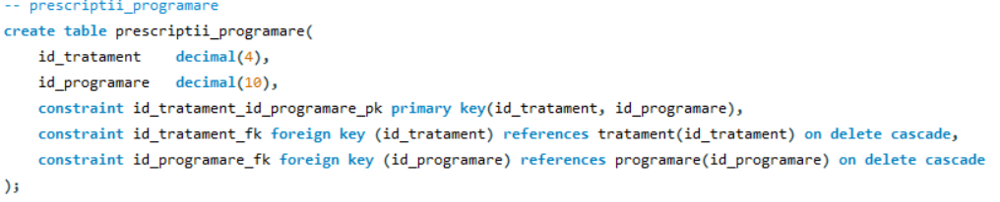 -- prescriptii_programare
create table prescriptii_programare(
    id_tratament    decimal(4),
    id_programare   decimal(10),
    constraint id_tratament_id_programare_pk primary key(id_tratament, id_programare),
    constraint id_tratament_fk foreign key (id_tratament) references tratament(id_tratament) on delete cascade,
    constraint id_programare_fk foreign key (id_programare) references programare(id_programare) on delete cascade
);